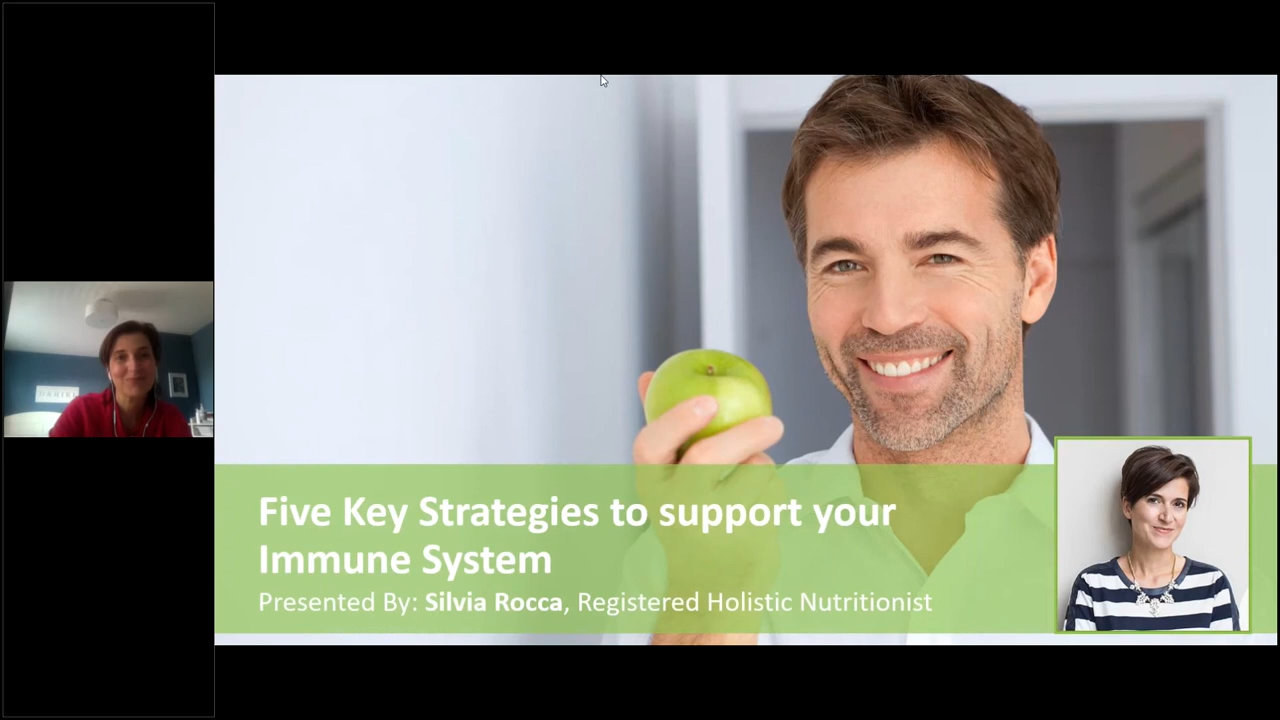 Five Key Strategies to support your
Immune System
Presented By: Silvia Rocca, Registered Holistic Nutritionist